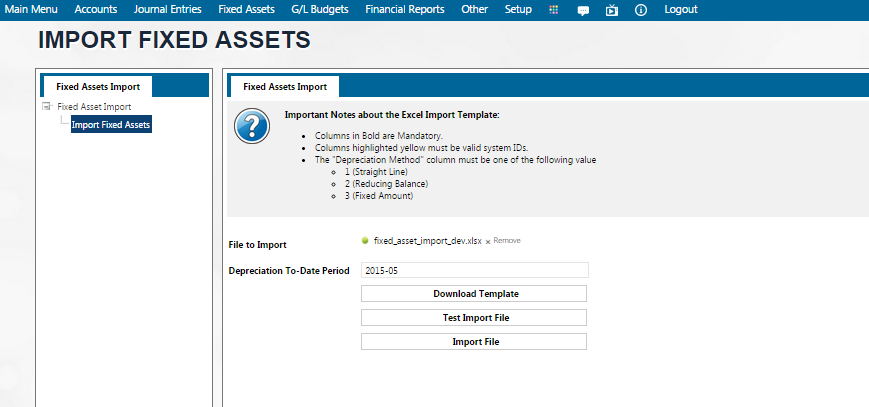 Main Menu Accounts Journal Entries Fixed Assets G/L Budgets Financial Reports Other Setup Logout
IMPORT FIXED ASSETS
Fixed Assets Import
Fixed Asset Import
Import Fixed Assets
Fixed Assets Import
Important Notes about the Excel Import Template:
Columns in Bold are Mandatory.
Columns highlighted yellow must be valid system IDs.
The "Depreciation Method" column must be one of the following value
1 (Straight Line)
2 (Reducing Balance)
3 (Fixed Amount)
File to Import fixed_asset_import_dev.xlsx x Remove
Depreciation To-Date Period 2015-05
Download Template
Test Import File
Import File